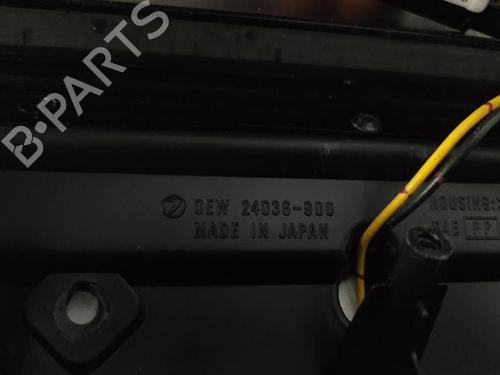 B-PARTS
DEW 24036-900
MADE IN JAPAN
HOUSING:
PP